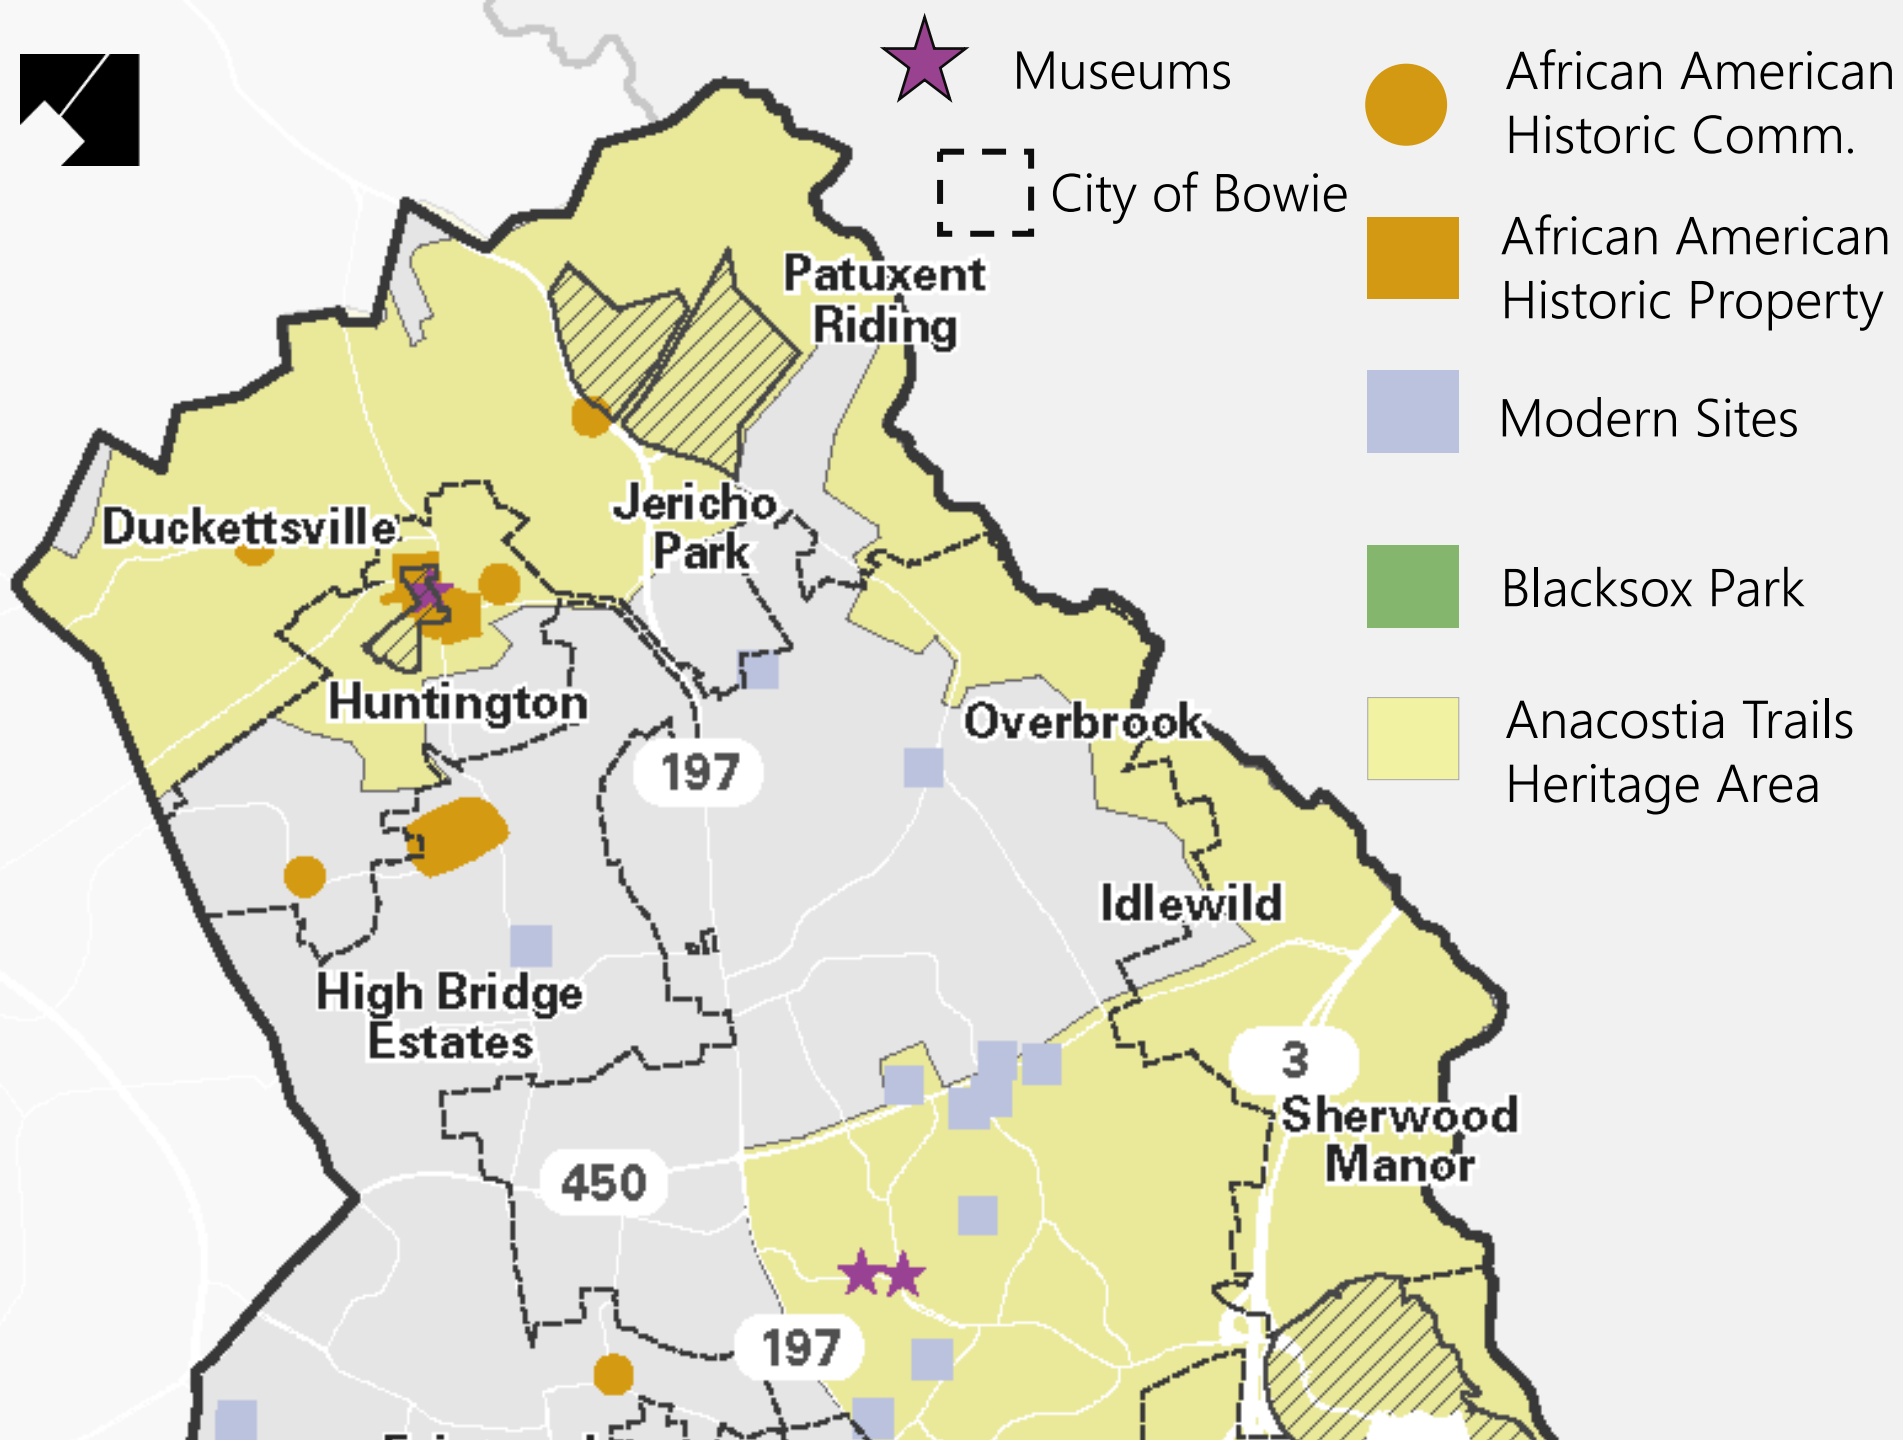 Museums
City of Bowie
African American
Historic Comm.
African American
Historic Property
Modern Sites
Blacksox Park
Anacostia Trails
Heritage Area
Patuxent
Riding
Jericho
Park
Duckettsville
Huntington
197
Overbrook
Idlewild
High Bridge
Estates
3
Sherwood
Manor
450
197